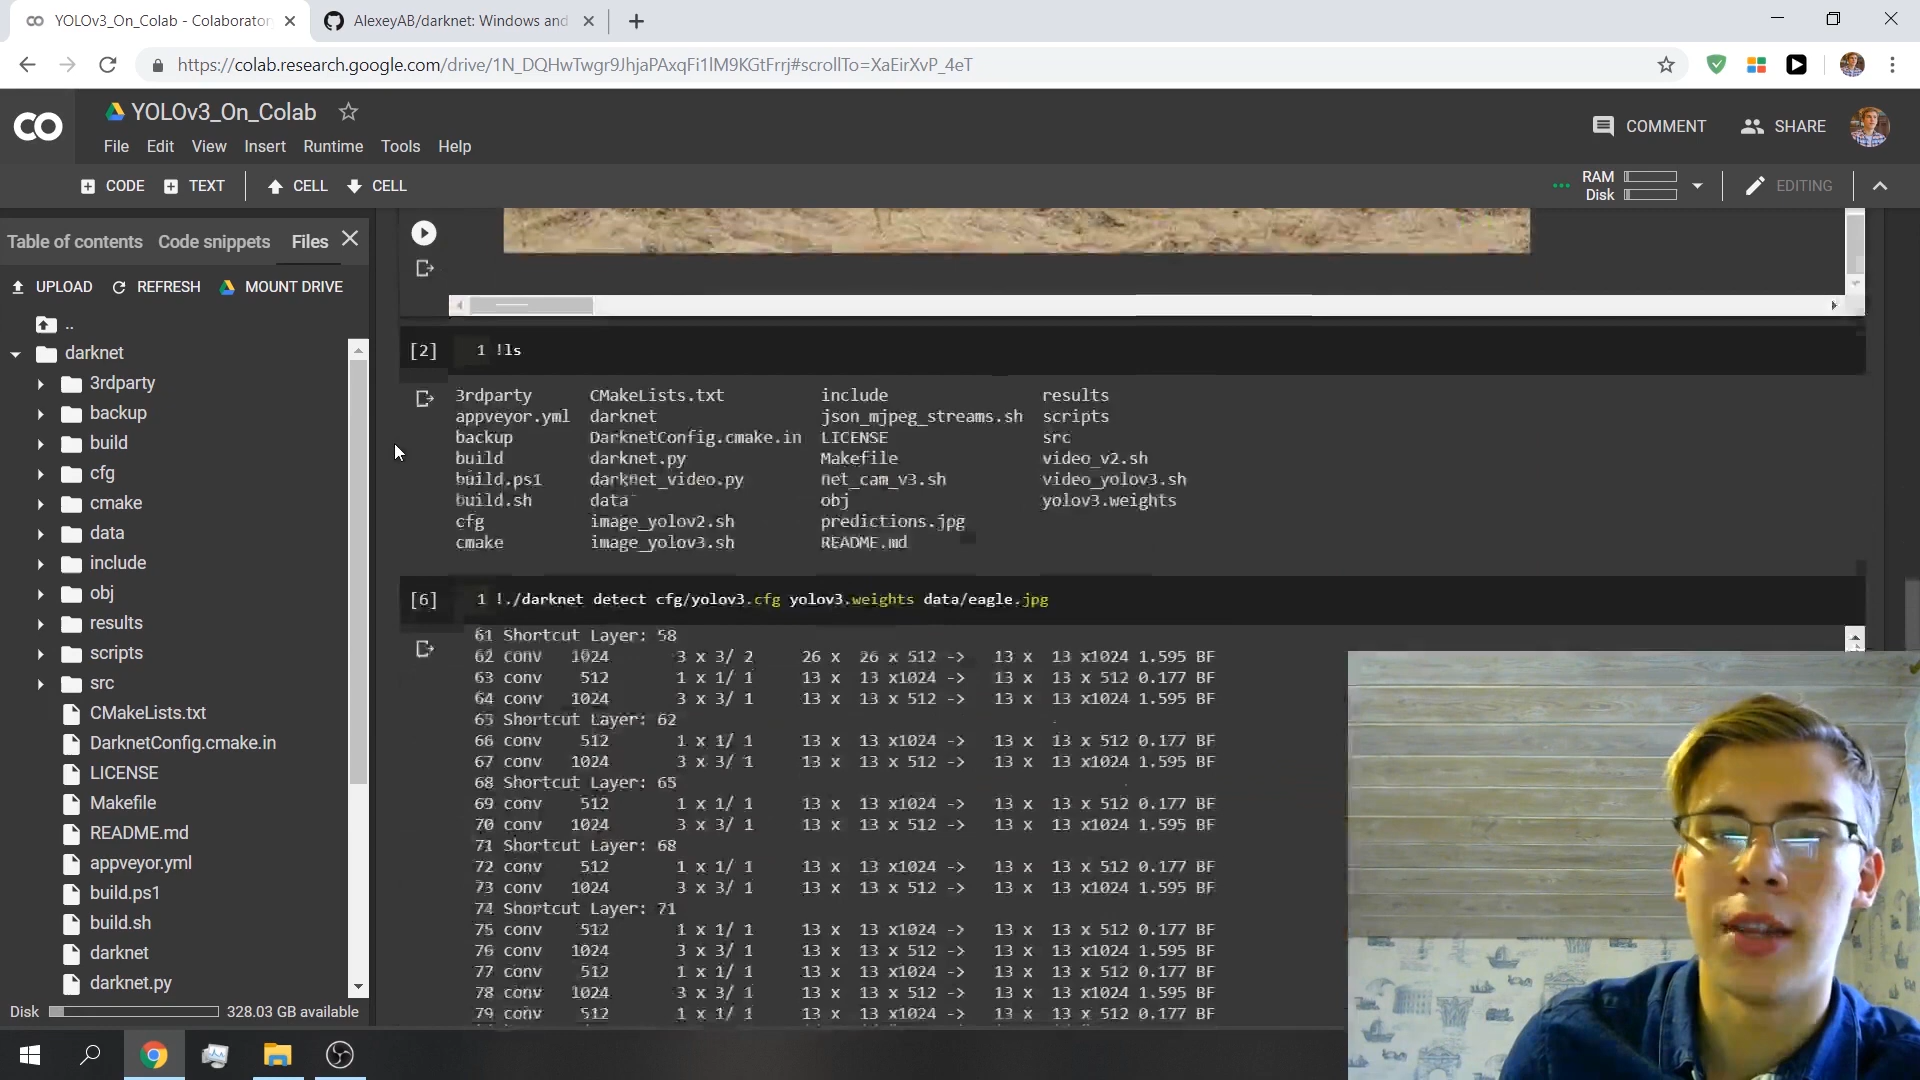 YOLOv3_On_Colab - Colaborator
AlexeyAB/darknet: Windows and
https://colab.research.google.com/drive/1N_DQHwTwgr9JhjaPAxqFi1lM9KGtFrrj#scrollTo=XaEirXvP_4eT
YOLOv3_On_Colab
File Edit View Insert Runtime Tools Help
COMMENT SHARE
CODE TEXT CELL CELL
RAM
Disk
EDITING
Table of contents Code snippets Files
UPLOAD REFRESH MOUNT DRIVE
..
darknet
3rdparty
backup
build
cfg
cmake
data
include
obj
results
scripts
src
CMakeLists.txt
DarknetConfig.cmake.in
LICENSE
Makefile
README.md
appveyor.yml
build.ps1
build.sh
darknet
darknet.py
Disk 328.03 GB available
[2] 1 !ls
3rdparty CMakeLists.txt include results
appveyor.yml darknet json_mjpeg_streams.sh scripts
backup DarknetConfig.cmake.in LICENSE src
build darknet.py Makefile video_v2.sh
build.ps1 darknet_video.py net_cam_v3.sh video_yolov3.sh
build.sh data obj yolov3.weights
cfg image_yolov2.sh predictions.jpg
cmake image_yolov3.sh README.md
[6] 1 !./darknet detect cfg/yolov3.cfg yolov3.weights data/eagle.jpg
61 Shortcut Layer: 58
62 conv 1024 3 x 3/ 2 26 x 26 x 512 -> 13 x 13 x1024 1.595 BF
63 conv 512 1 x 1/ 1 13 x 13 x1024 -> 13 x 13 x 512 0.177 BF
64 conv 1024 3 x 3/ 1 13 x 13 x 512 -> 13 x 13 x1024 1.595 BF
65 Shortcut Layer: 62
66 conv 512 1 x 1/ 1 13 x 13 x1024 -> 13 x 13 x 512 0.177 BF
67 conv 1024 3 x 3/ 1 13 x 13 x 512 -> 13 x 13 x1024 1.595 BF
68 Shortcut Layer: 65
69 conv 512 1 x 1/ 1 13 x 13 x1024 -> 13 x 13 x 512 0.177 BF
70 conv 1024 3 x 3/ 1 13 x 13 x 512 -> 13 x 13 x1024 1.595 BF
71 Shortcut Layer: 68
72 conv 512 1 x 1/ 1 13 x 13 x1024 -> 13 x 13 x 512 0.177 BF
73 conv 1024 3 x 3/ 1 13 x 13 x 512 -> 13 x 13 x1024 1.595 BF
74 Shortcut Layer: 71
75 conv 512 1 x 1/ 1 13 x 13 x1024 -> 13 x 13 x 512 0.177 BF
76 conv 1024 3 x 3/ 1 13 x 13 x 512 -> 13 x 13 x1024 1.595 BF
77 conv 512 1 x 1/ 1 13 x 13 x1024 -> 13 x 13 x 512 0.177 BF
78 conv 1024 3 x 3/ 1 13 x 13 x 512 -> 13 x 13 x1024 1.595 BF
79 conv 512 1 x 1/ 1 13 x 13 x1024 -> 13 x 13 x 512 0.177 BF